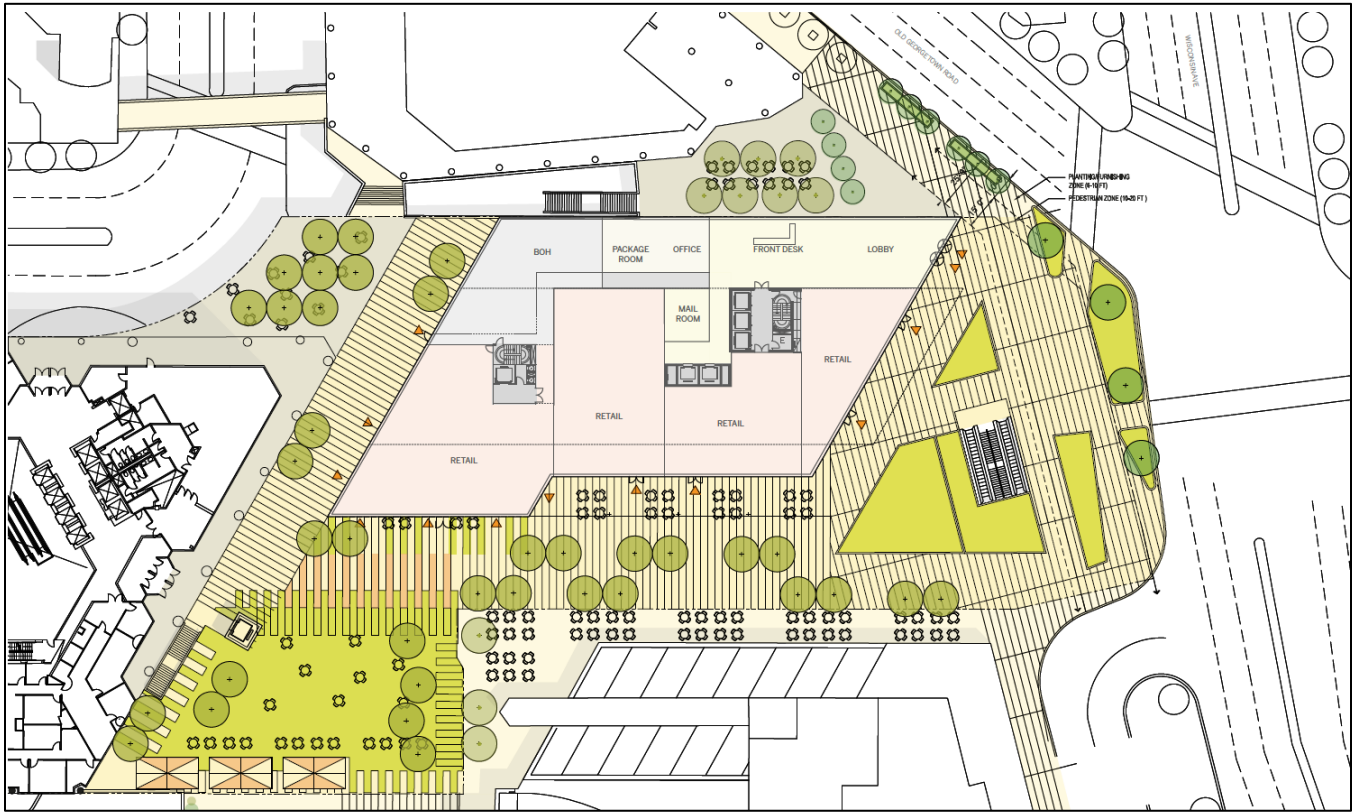 OLD GEORGETOWN ROAD
WISCONSIN AVE
PLANTING/FURNISHING
ZONE (6-10 FT)
PEDESTRIAN ZONE (10-20 FT )
BOH
PACKAGE
ROOM
OFFICE
FRONT DESK
LOBBY
MAIL
ROOM
E
RETAIL
RETAIL
RETAIL
RETAIL